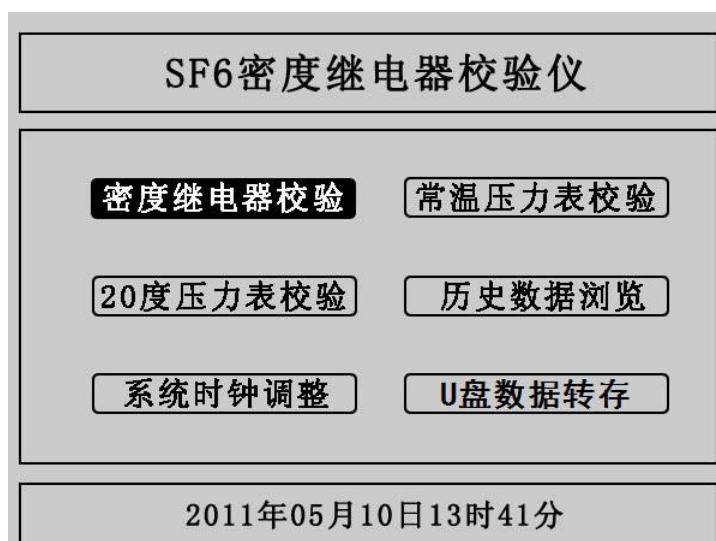 SF6密度继电器校验仪
密度继电器校验
常温压力表校验
20度压力表校验
历史数据浏览
系统时钟调整
U盘数据转存
2011年05月10日13时41分